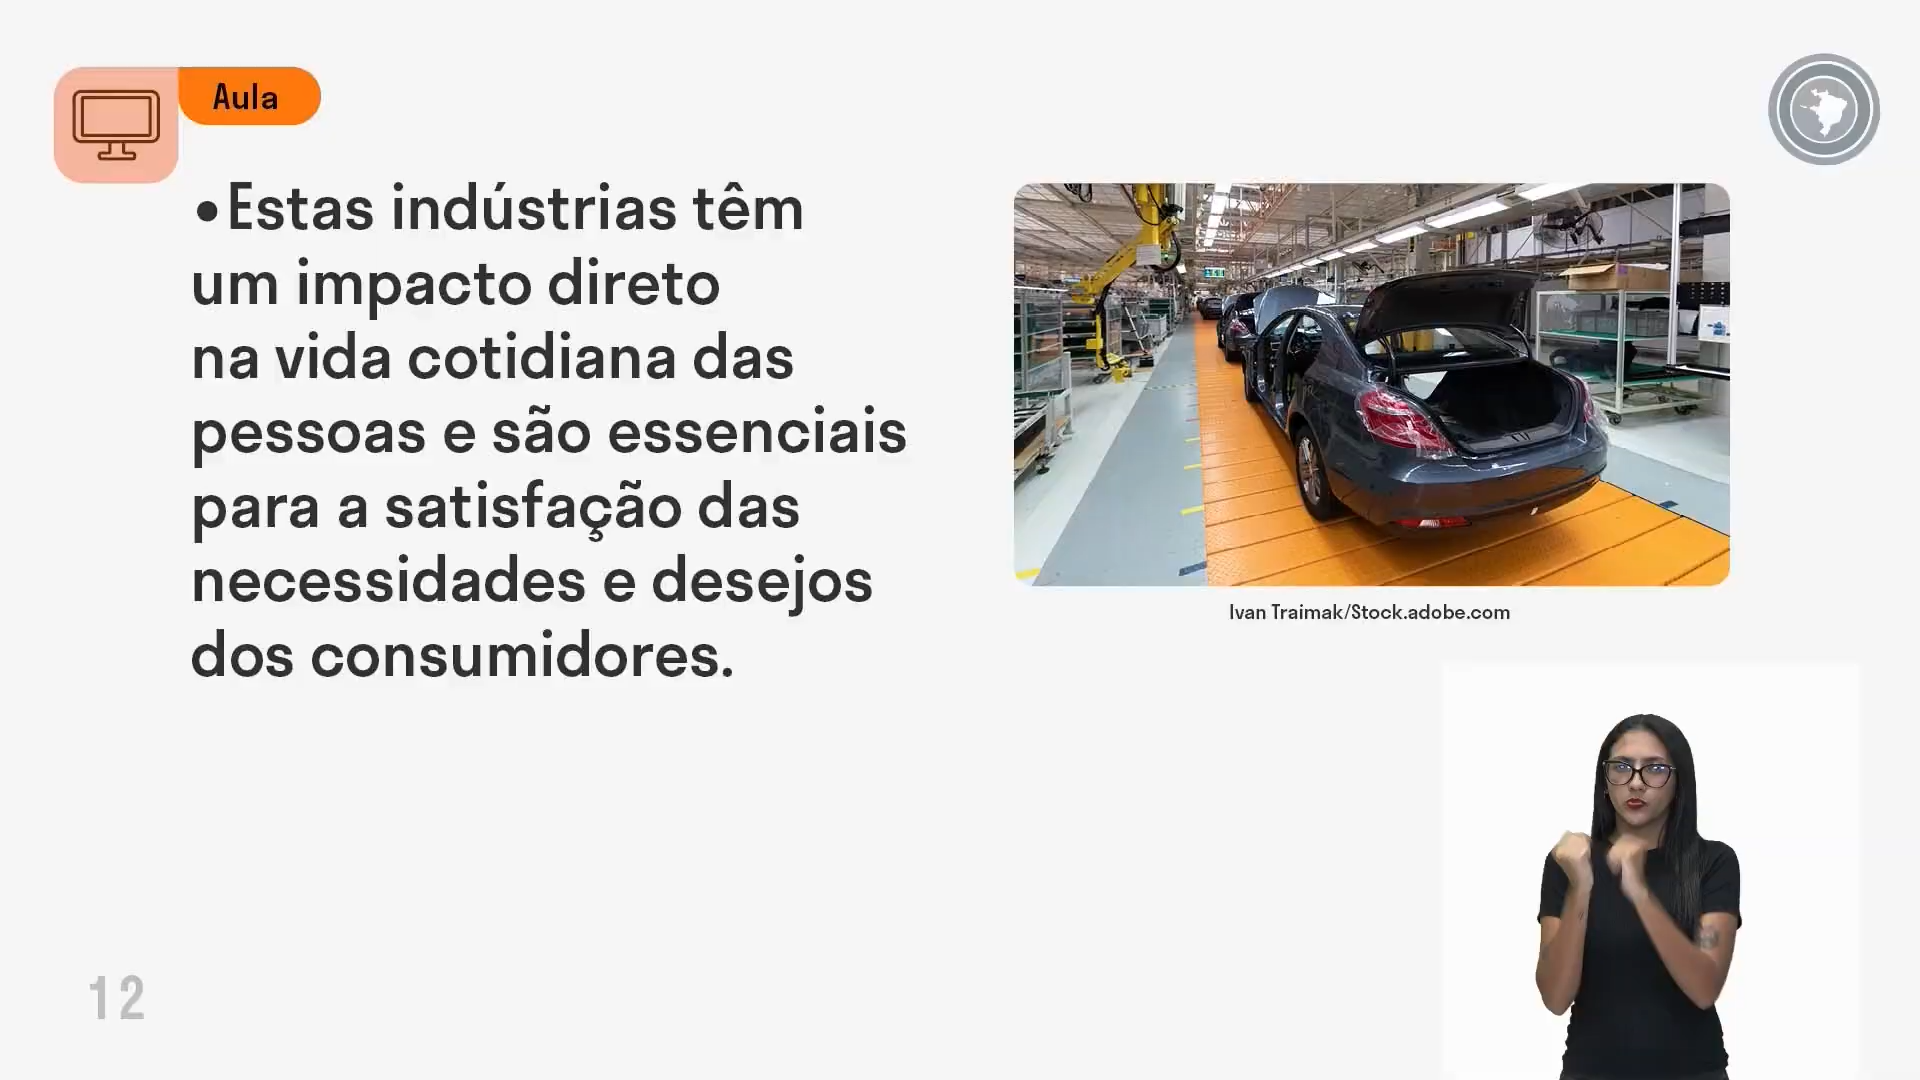 Aula
•Estas indústrias têm
um impacto direto
na vida cotidiana das
pessoas e são essenciais
para a satisfação das
necessidades e desejos
dos consumidores.
Ivan Traimak/Stock.adobe.com
12